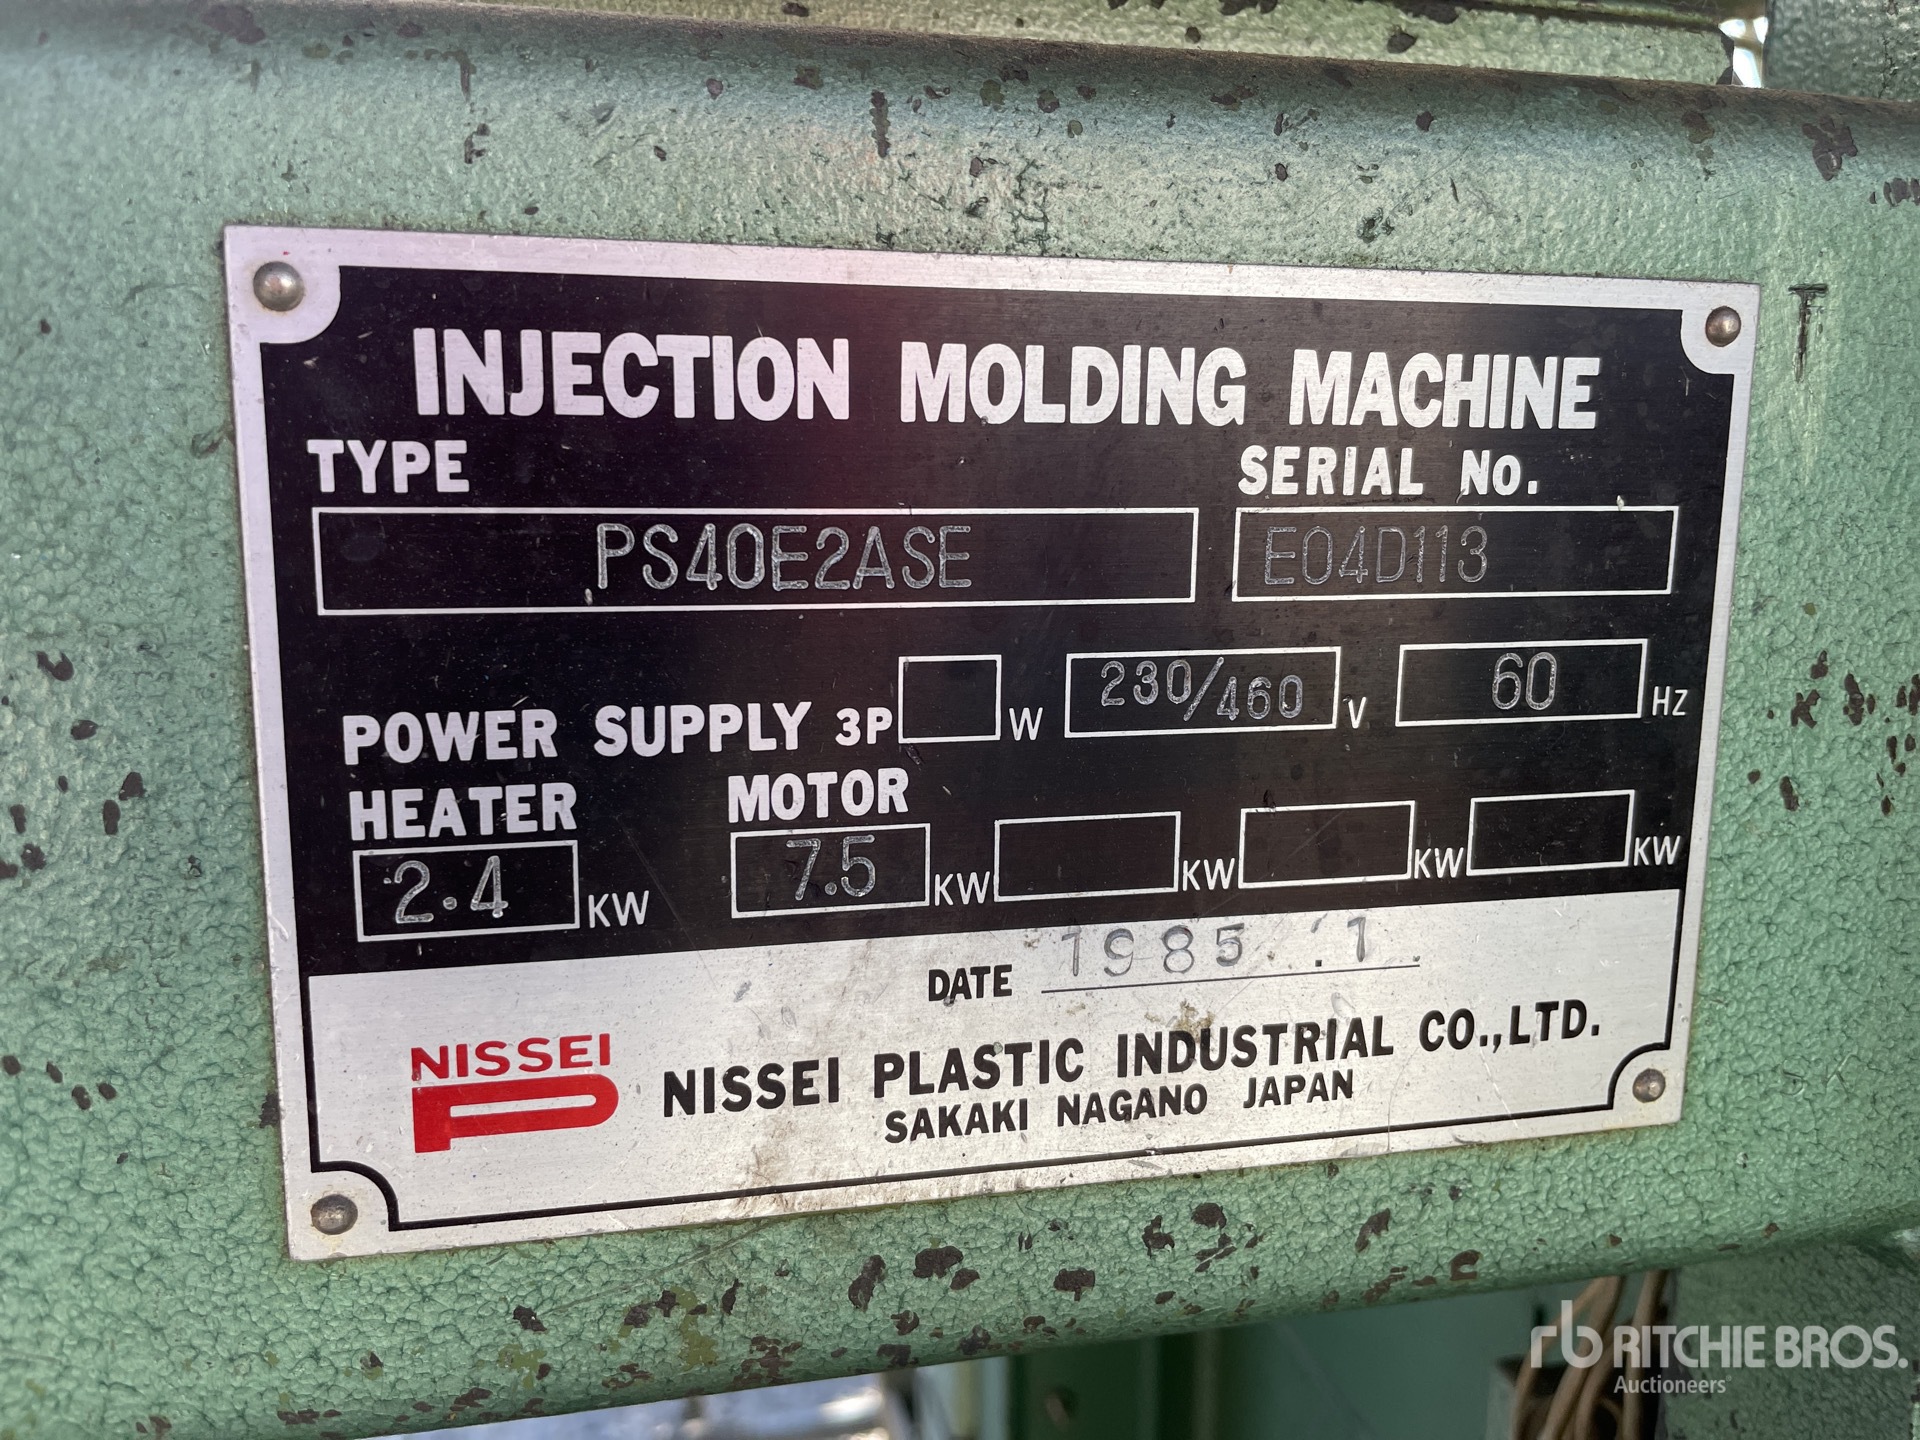 INJECTION MOLDING MACHINE
TYPE SERIAL NO.
PS40E2ASE E04D113
POWER SUPPLY 3P W 230/460 V 60 HZ
HEATER MOTOR
2.4 KW 7.5 KW KW KW KW
DATE 1985. .1.
NISSEI P
NISSEI PLASTIC INDUSTRIAL CO.,LTD.
SAKAKI NAGANO JAPAN
T
rb RITCHIE BROS.
Auctioneers